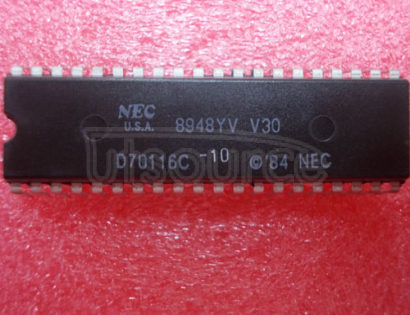 NEC
U.S.A. 8948YV V30
D70116C -10 ©'84 NEC
utsource